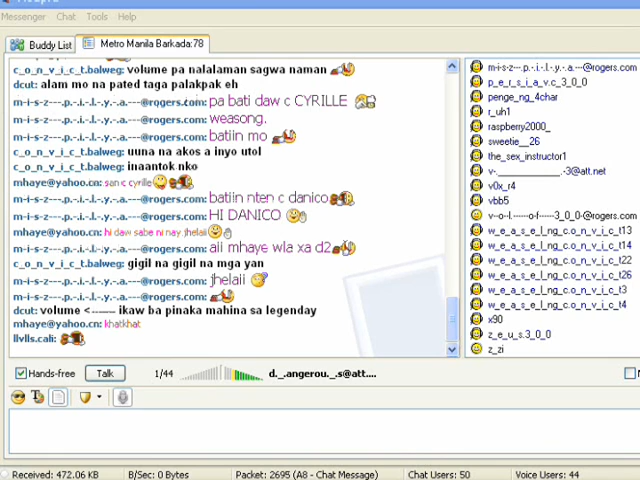 Messenger Chat Tools Help
Buddy List
Metro Manila Barkada:78
c_o_n_v_i_c_t.balweg: volume pa nalalaman sagwa naman
dcut: alam mo na pated taga palakpak eh
m-i-s-z---.p.-.i.-.l.-.y.-.a.---@rogers.com: pa bati daw c CYRILLE
m-i-s-z---.p.-.i.-.l.-.y.-.a.---@rogers.com: weasong.
m-i-s-z---.p.-.i.-.l.-.y.-.a.---@rogers.com: batiin mo
c_o_n_v_i_c_t.balweg: uuna na akos a inyo utol
c_o_n_v_i_c_t.balweg: inaantok nko
mhaye@yahoo.cn: san c cyrille
m-i-s-z---.p.-.i.-.l.-.y.-.a.---@rogers.com: batiin nten c danico
m-i-s-z---.p.-.i.-.l.-.y.-.a.---@rogers.com: HI DANICO
mhaye@yahoo.cn: hi daw sabe ni nay jhelaii
m-i-s-z---.p.-.i.-.l.-.y.-.a.---@rogers.com: aii mhaye wla xa d2
c_o_n_v_i_c_t.balweg: gigil na gigil na mga yan
m-i-s-z---.p.-.i.-.l.-.y.-.a.---@rogers.com: jhelaii
m-i-s-z---.p.-.i.-.l.-.y.-.a.---@rogers.com:
dcut: volume <------- ikaw ba pinaka mahina sa legenday
mhaye@yahoo.cn: khatkhat
llvlls.cali:
m-i-s-z---.p.-.i.-.l.-.y.-.a.---@rogers.com
p_e_r_s_i_a_v.c_3_0_0
penge_ng_4char
r_uh1
raspberry2000_
sweetie__26
the_sex_instructor1
v-.______________.-3@att.net
v0x_r4
vbb5
v--o-..l.------o-.-----3_0_0-@rogers.com
w_e_a_s_e_l_ng_c.o_n_v_i_c_t13
w_e_a_s_e_l_ng_c.o_n_v_i_c_t14
w_e_a_s_e_l_ng_c.o_n_v_i_c_t22
w_e_a_s_e_l_ng_c.o_n_v_i_c_t26
w_e_a_s_e_l_ng_c.o_n_v_i_c_t3
w_e_a_s_e_l_ng_c.o_n_v_i_c_t4
x90
z_e_u_s.3_0_0
z_zi
Hands-free Talk 1/44 d._.angerou._.s@att....
Received: 472.06 KB B/Sec: 0 Bytes Packet: 2695 (A8 - Chat Message) Chat Users: 50 Voice Users: 44